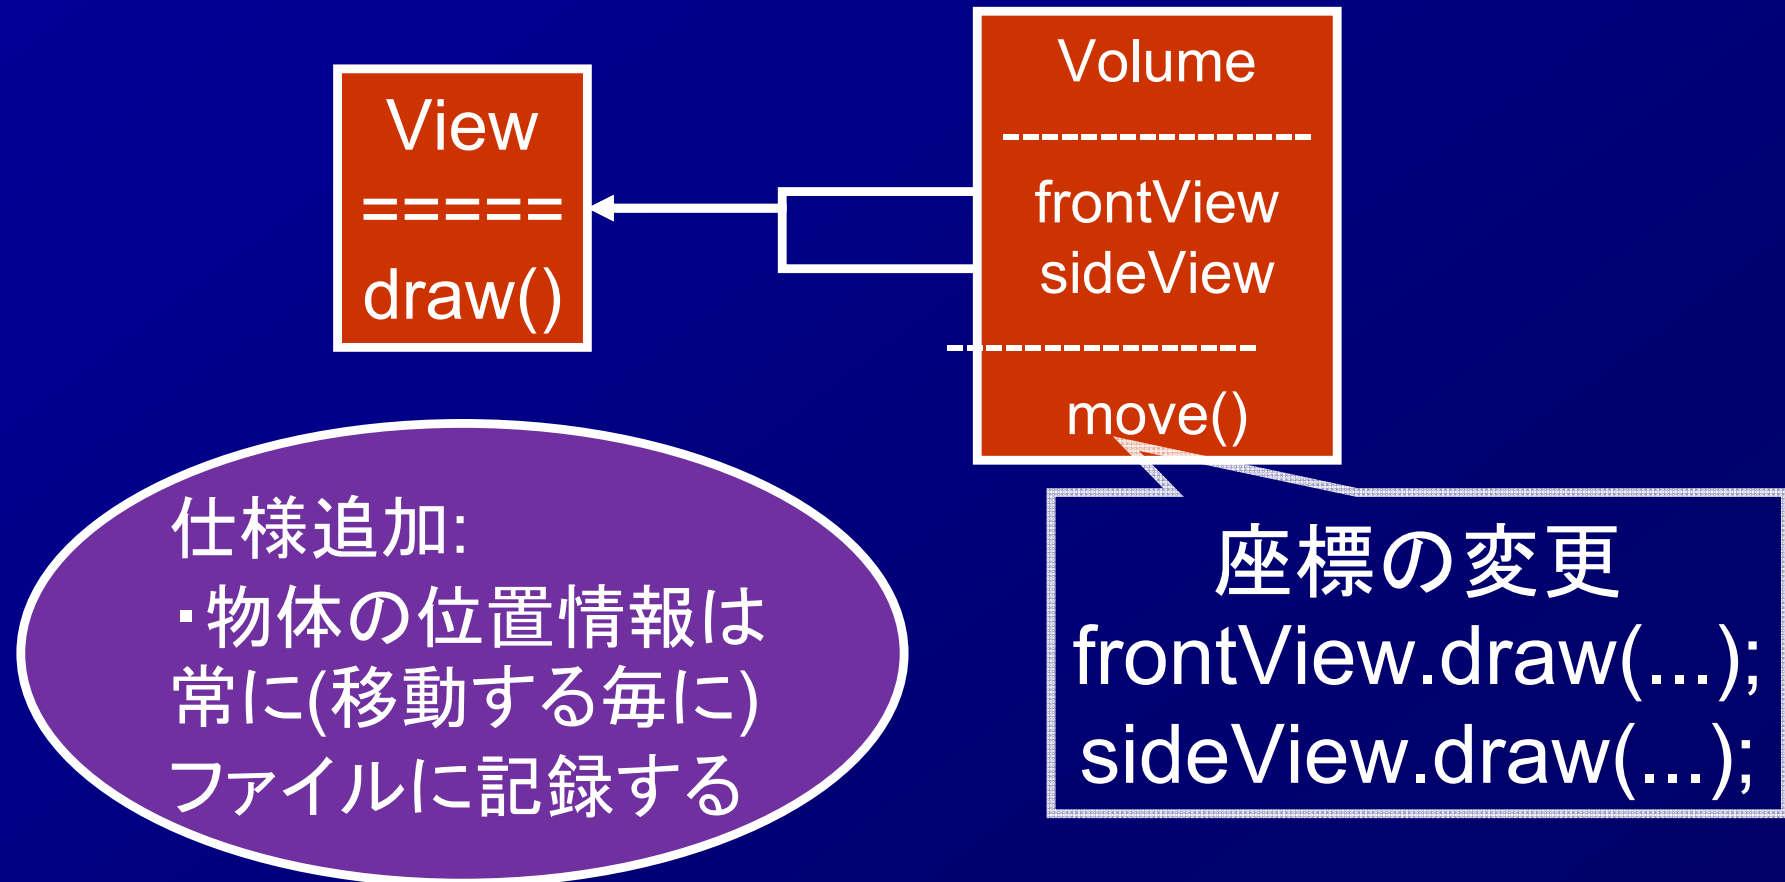 View
=====
draw()
Volume
----------------
frontView
sideView
----------------
move()
仕様追加:
・物体の位置情報は
常に(移動する毎に)
ファイルに記録する
座標の変更
frontView.draw(...);
sideView.draw(...);